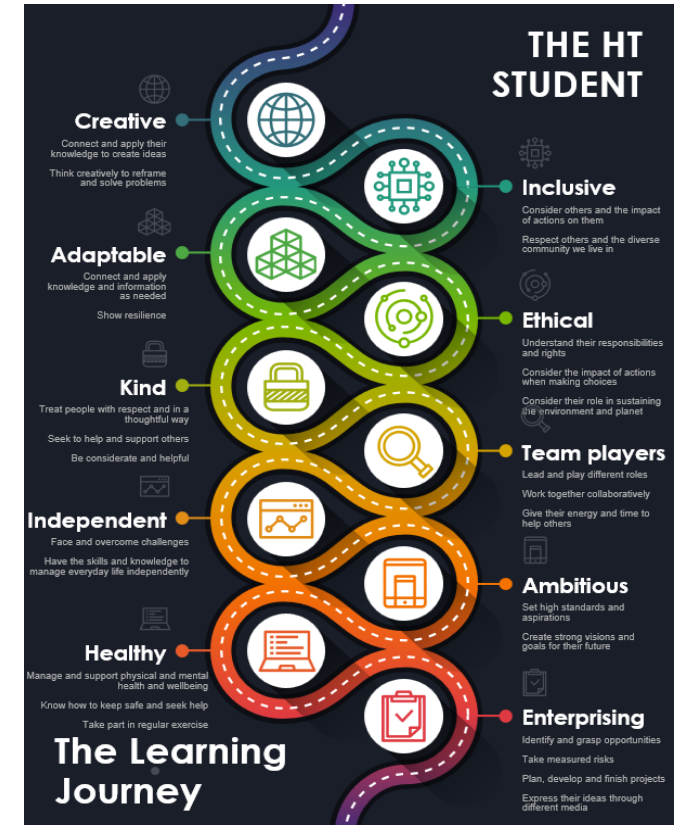 THE HT
STUDENT
Creative
Connect and apply their
knowledge to create ideas
Think creatively to reframe
and solve problems
Inclusive
Consider others and the impact
of actions on them
Respect others and the diverse
community we live in
Adaptable
Connect and apply
knowledge and information
as needed
Show resilience
Ethical
Understand their responsibilities
and rights
Consider the impact of actions
when making choices
Consider their role in sustaining
the environment and planet
Kind
Treat people with respect and in a
thoughtful way
Seek to help and support others
Be considerate and helpful
Team players
Lead and play different roles
Work together collaboratively
Give their energy and time to
help others
Independent
Face and overcome challenges
Have the skills and knowledge to
manage everyday life independently
Ambitious
Set high standards and
aspirations
Create strong visions and
goals for their future
Healthy
Manage and support physical and mental
health and wellbeing
Know how to keep safe and seek help
Take part in regular exercise
Enterprising
Identify and grasp opportunities
Take measured risks
Plan, develop and finish projects
Express their ideas through
different media
The Learning
Journey